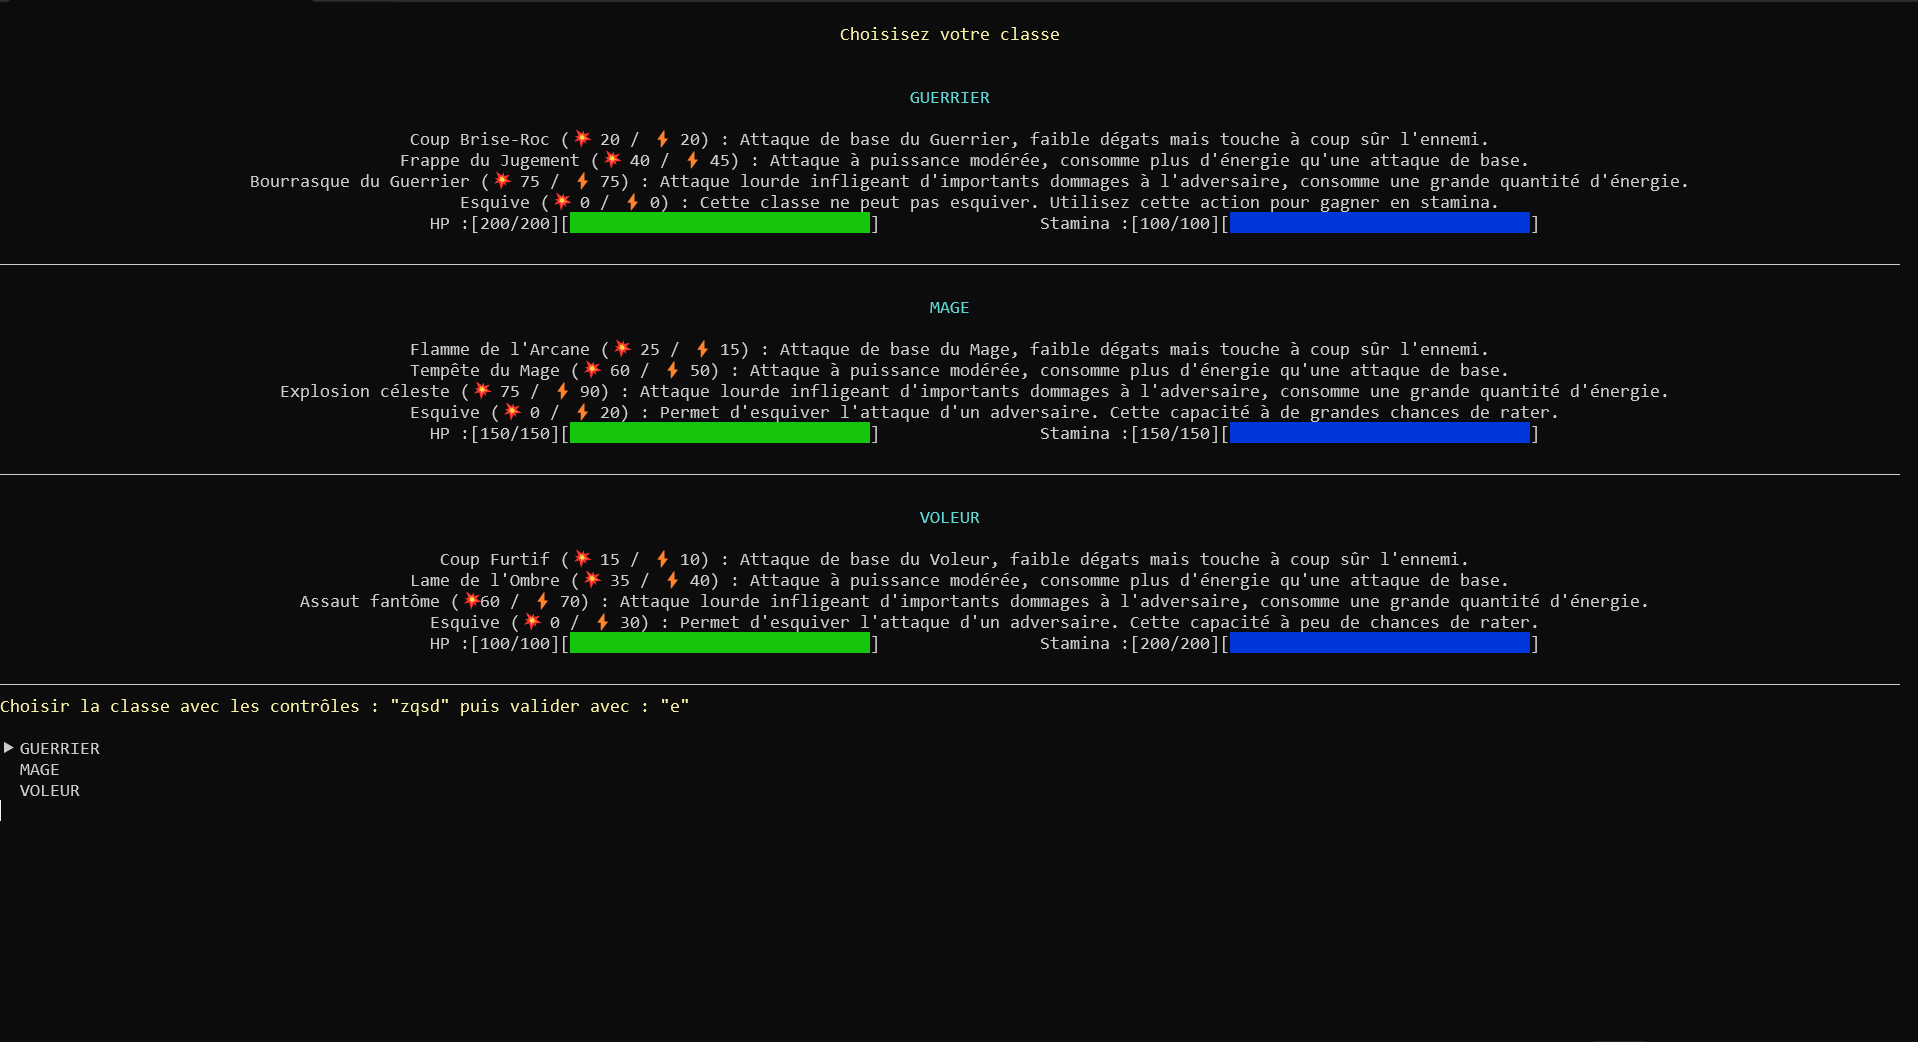 Choisisez votre classe
GUERRIER
Coup Brise-Roc (💥 20 / ⚡ 20) : Attaque de base du Guerrier, faible dégats mais touche à coup sûr l'ennemi.
Frappe du Jugement (💥 40 / ⚡ 45) : Attaque à puissance modérée, consomme plus d'énergie qu'une attaque de base.
Bourrasque du Guerrier (💥 75 / ⚡ 75) : Attaque lourde infligeant d'importants dommages à l'adversaire, consomme une grande quantité d'énergie.
Esquive (💥 0 / ⚡ 0) : Cette classe ne peut pas esquiver. Utilisez cette action pour gagner en stamina.
HP :[200/200][ ] Stamina :[100/100][ ]
MAGE
Flamme de l'Arcane (💥 25 / ⚡ 15) : Attaque de base du Mage, faible dégats mais touche à coup sûr l'ennemi.
Tempête du Mage (💥 60 / ⚡ 50) : Attaque à puissance modérée, consomme plus d'énergie qu'une attaque de base.
Explosion céleste (💥 75 / ⚡ 90) : Attaque lourde infligeant d'importants dommages à l'adversaire, consomme une grande quantité d'énergie.
Esquive (💥 0 / ⚡ 20) : Permet d'esquiver l'attaque d'un adversaire. Cette capacité à de grandes chances de rater.
HP :[150/150][ ] Stamina :[150/150][ ]
VOLEUR
Coup Furtif (💥 15 / ⚡ 10) : Attaque de base du Voleur, faible dégats mais touche à coup sûr l'ennemi.
Lame de l'Ombre (💥 35 / ⚡ 40) : Attaque à puissance modérée, consomme plus d'énergie qu'une attaque de base.
Assaut fantôme (💥60 / ⚡ 70) : Attaque lourde infligeant d'importants dommages à l'adversaire, consomme une grande quantité d'énergie.
Esquive (💥 0 / ⚡ 30) : Permet d'esquiver l'attaque d'un adversaire. Cette capacité à peu de chances de rater.
HP :[100/100][ ] Stamina :[200/200][ ]
Choisir la classe avec les contrôles : "zqsd" puis valider avec : "e"
▶ GUERRIER
MAGE
VOLEUR